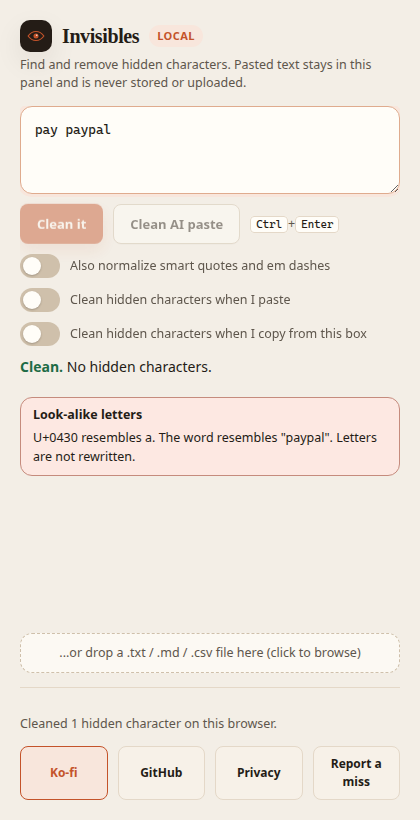 Invisibles LOCAL
Find and remove hidden characters. Pasted text stays in this
panel and is never stored or uploaded.
pay paypal
Clean it
Clean AI paste
Ctrl+Enter
Also normalize smart quotes and em dashes
Clean hidden characters when I paste
Clean hidden characters when I copy from this box
Clean. No hidden characters.
Look-alike letters
U+0430 resembles a. The word resembles "paypal". Letters
are not rewritten.
...or drop a .txt / .md / .csv file here (click to browse)
Cleaned 1 hidden character on this browser.
Ko-fi
GitHub
Privacy
Report a
miss